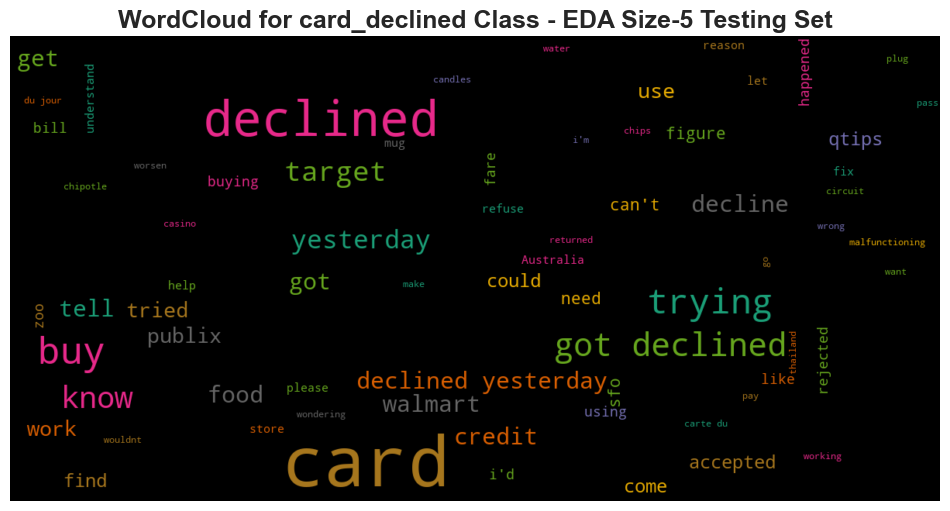 WordCloud for card_declined Class - EDA Size-5 Testing Set
water
reason
happened
get
plug
understand
candles
let
use
du jour
pass
declined
bill
chips
figure
i'm
mug
qtips
worsen
fare
target
fix
chipotle
buying
circuit
refuse
can't
decline
casino
wrong
yesterday
returned
malfunctioning
Australia
go
want
help
got
make
could
need
zoo
tell
tried
trying
publix
thailand
rejected
buy
got declined
know
food
please
declined yesterday
sfo
like
walmart
pay
wondering
using
work
store
wouldnt
credit
carte du
card
i'd
accepted
working
find
come